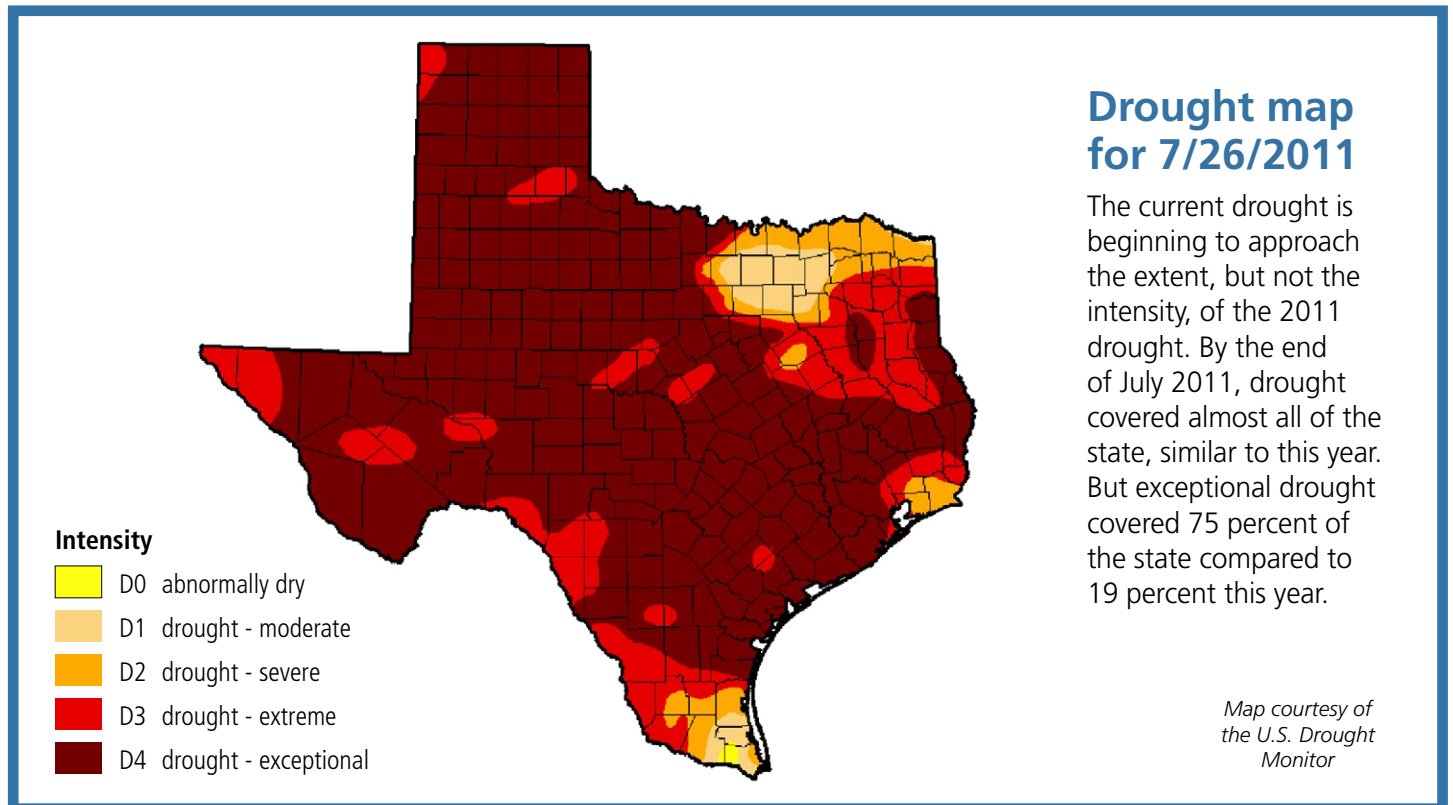 Drought map
for 7/26/2011
The current drought is
beginning to approach
the extent, but not the
intensity, of the 2011
drought. By the end
of July 2011, drought
covered almost all of the
state, similar to this year.
But exceptional drought
covered 75 percent of
the state compared to
19 percent this year.
Map courtesy of
the U.S. Drought
Monitor
Intensity
D0 abnormally dry
D1 drought - moderate
D2 drought - severe
D3 drought - extreme
D4 drought - exceptional